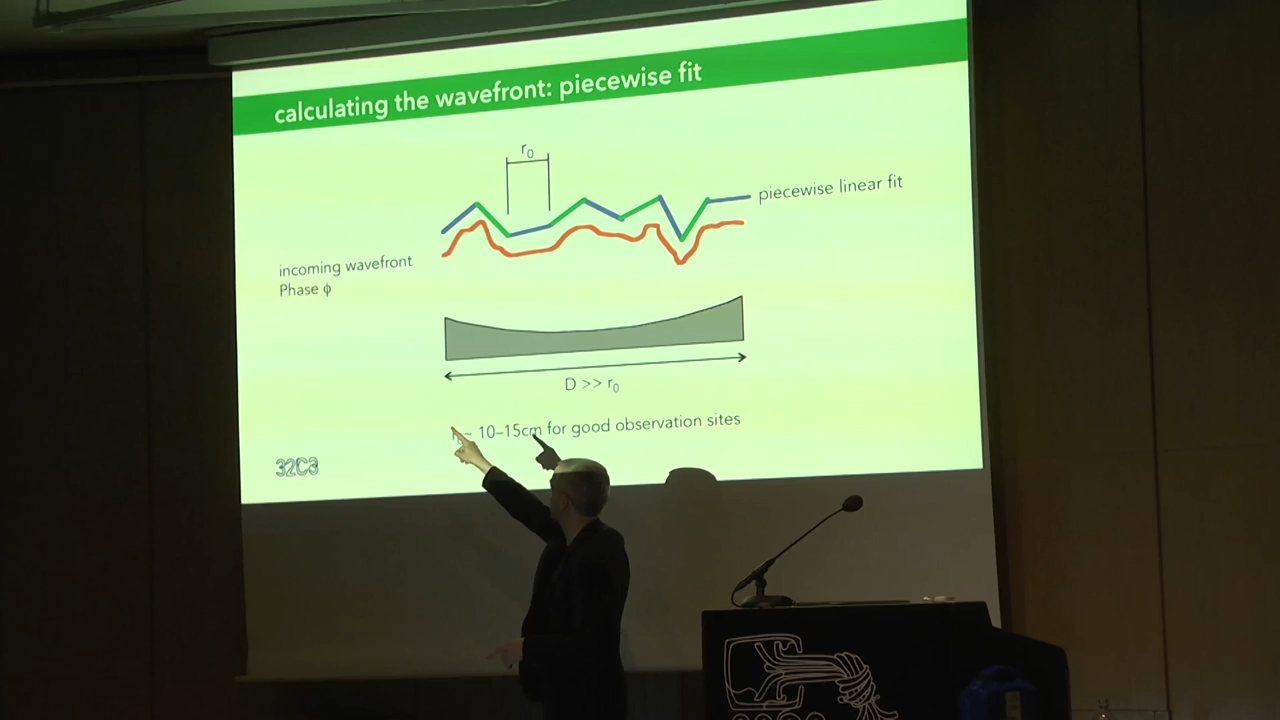 calculating the wavefront: piecewise fit
r₀
piecewise linear fit
incoming wavefront
Phase ϕ
D >> r₀
~ 10–15cm for good observation sites
32C3